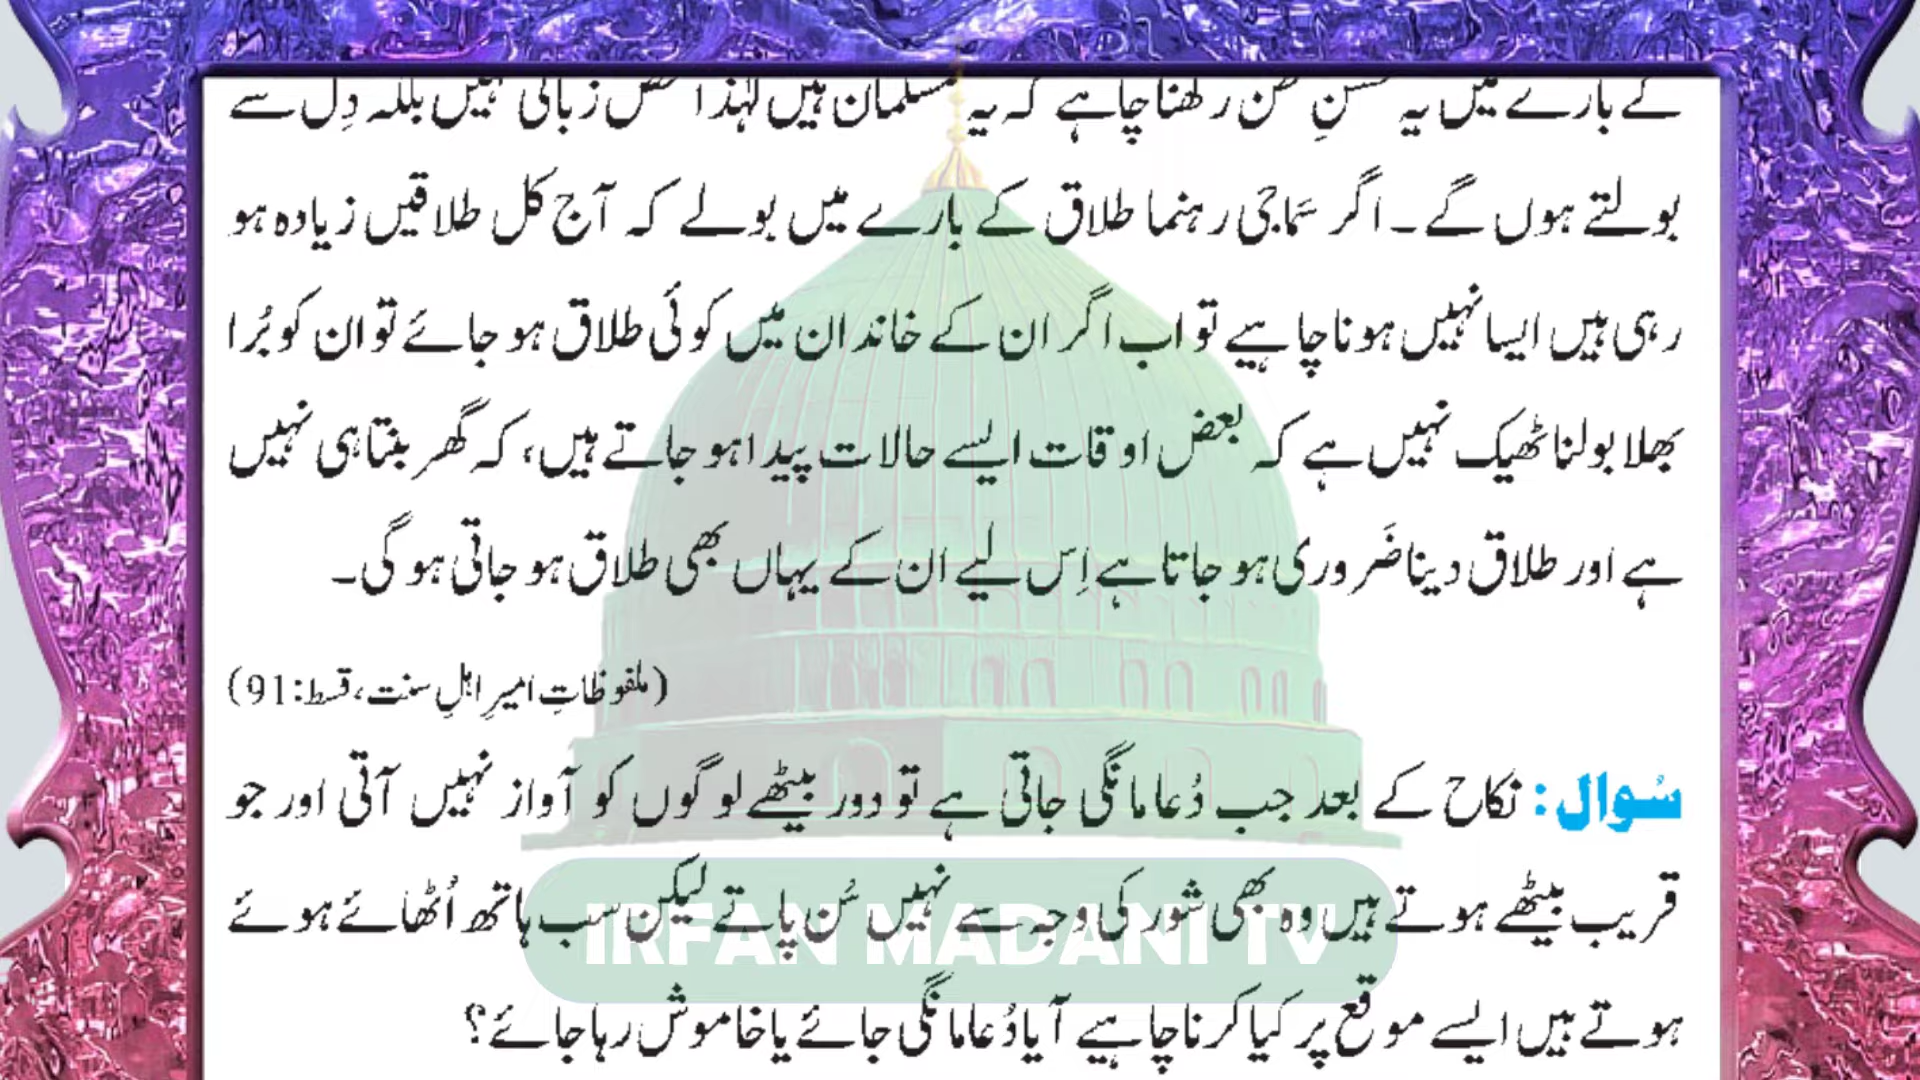 کے بارے میں یہ حُسنِ ظن رکھنا چاہے کہ یہ مسلمان ہیں لہٰذا محض زبانی نہیں بلکہ دِل سے
بولتے ہوں گے۔ اگر سَماجی رہنما طلاق کے بارے میں بولے کہ آج کل طلاقیں زیادہ ہو
رہی ہیں ایسا نہیں ہونا چاہیے تو اب اگر ان کے خاندان میں کوئی طلاق ہو جائے تو ان کو بُرا
بھلا بولنا ٹھیک نہیں ہے کہ بعض اوقات ایسے حالات پیدا ہو جاتے ہیں، کہ گھر بنتا ہی نہیں
ہے اور طلاق دینا ضَروری ہو جاتا ہے اِس لیے ان کے یہاں بھی طلاق ہو جاتی ہو گی۔
(ملفوظاتِ امیرِ اہلِ سنت، قسط:91)
سُوال: نکاح کے بعد جب دُعا مانگی جاتی ہے تو دور بیٹھے لوگوں کو آواز نہیں آتی اور جو
قریب بیٹھے ہوتے ہیں وہ بھی شور کی وجہ سے نہیں سُن پاتے لیکن سب ہاتھ اُٹھائے ہوئے
IRFAN MADANI TV
ہوتے ہیں ایسے موقع پر کیا کرنا چاہیے آیا دُعا مانگی جائے یا خاموش رہا جائے؟